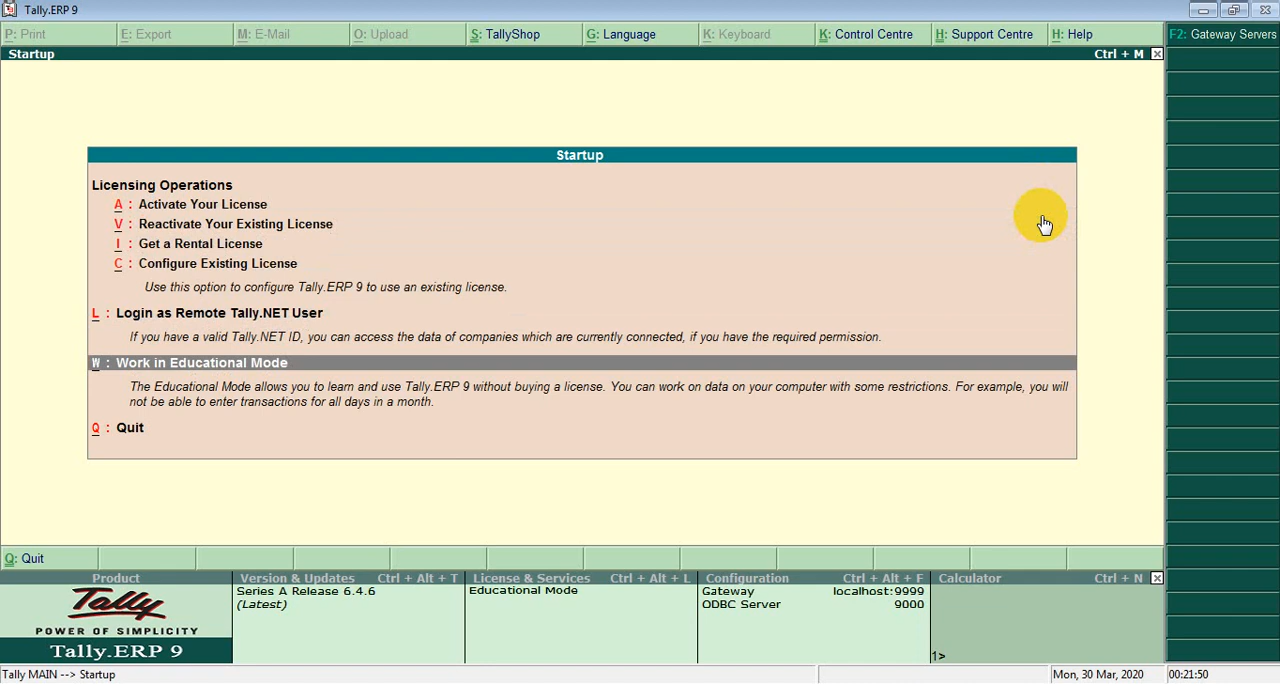 Tally.ERP 9
P: Print E: Export M: E-Mail O: Upload S: TallyShop G: Language K: Keyboard K: Control Centre H: Support Centre H: Help F2: Gateway Servers
Startup Ctrl + M
Startup
Licensing Operations
A : Activate Your License
V : Reactivate Your Existing License
I : Get a Rental License
C : Configure Existing License
Use this option to configure Tally.ERP 9 to use an existing license.
L : Login as Remote Tally.NET User
If you have a valid Tally.NET ID, you can access the data of companies which are currently connected, if you have the required permission.
W : Work in Educational Mode
The Educational Mode allows you to learn and use Tally.ERP 9 without buying a license. You can work on data on your computer with some restrictions. For example, you will
not be able to enter transactions for all days in a month.
Q : Quit
Q: Quit
Product Version & Updates Ctrl + Alt + T License & Services Ctrl + Alt + L Configuration Ctrl + Alt + F Calculator Ctrl + N
Series A Release 6.4.6 Educational Mode Gateway localhost:9999
(Latest) ODBC Server 9000
Tally
POWER OF SIMPLICITY
Tally.ERP 9
1>
Tally MAIN --> Startup Mon, 30 Mar, 2020 00:21:50